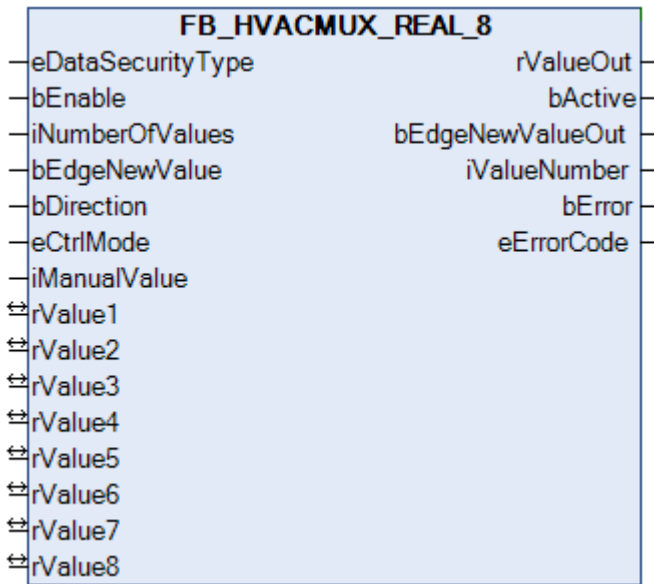 FB_HVACMUX_REAL_8
eDataSecurityType rValueOut
bEnable bActive
iNumberOfValues bEdgeNewValueOut
bEdgeNewValue iValueNumber
bDirection bError
eCtrlMode eErrorCode
iManualValue
rValue1
rValue2
rValue3
rValue4
rValue5
rValue6
rValue7
rValue8